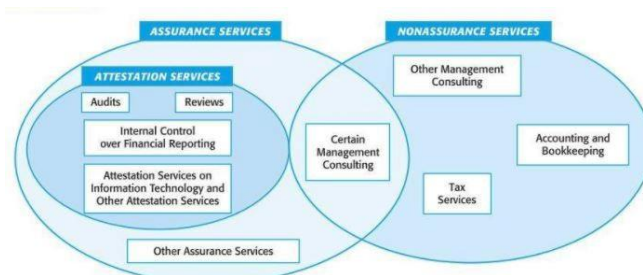 ASSURANCE SERVICES
NONASSURANCE SERVICES
ATTESTATION SERVICES
Audits
Reviews
Internal Control
over Financial Reporting
Attestation Services on
Information Technology and
Other Attestation Services
Other Assurance Services
Certain
Management
Consulting
Other Management
Consulting
Accounting and
Bookkeeping
Tax
Services